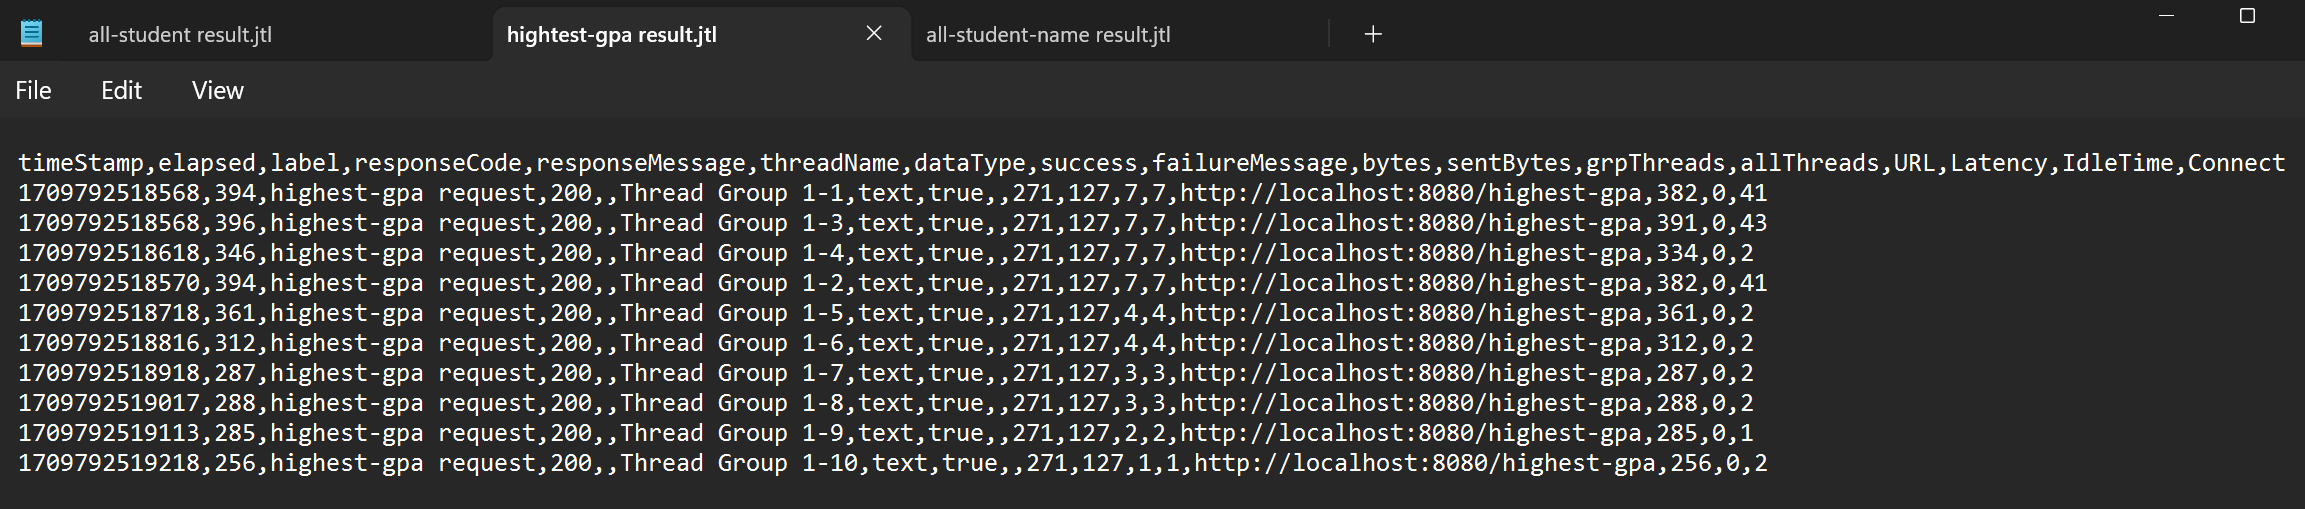 all-student result.jtl hightest-gpa result.jtl all-student-name result.jtl
File Edit View
timeStamp,elapsed,label,responseCode,responseMessage,threadName,dataType,success,failureMessage,bytes,sentBytes,grpThreads,allThreads,URL,Latency,IdleTime,Connect
1709792518568,394,highest-gpa request,200,,Thread Group 1-1,text,true,,271,127,7,7,http://localhost:8080/highest-gpa,382,0,41
1709792518568,396,highest-gpa request,200,,Thread Group 1-3,text,true,,271,127,7,7,http://localhost:8080/highest-gpa,391,0,43
1709792518618,346,highest-gpa request,200,,Thread Group 1-4,text,true,,271,127,7,7,http://localhost:8080/highest-gpa,334,0,2
1709792518570,394,highest-gpa request,200,,Thread Group 1-2,text,true,,271,127,7,7,http://localhost:8080/highest-gpa,382,0,41
1709792518718,361,highest-gpa request,200,,Thread Group 1-5,text,true,,271,127,4,4,http://localhost:8080/highest-gpa,361,0,2
1709792518816,312,highest-gpa request,200,,Thread Group 1-6,text,true,,271,127,4,4,http://localhost:8080/highest-gpa,312,0,2
1709792518918,287,highest-gpa request,200,,Thread Group 1-7,text,true,,271,127,3,3,http://localhost:8080/highest-gpa,287,0,2
1709792519017,288,highest-gpa request,200,,Thread Group 1-8,text,true,,271,127,3,3,http://localhost:8080/highest-gpa,288,0,2
1709792519113,285,highest-gpa request,200,,Thread Group 1-9,text,true,,271,127,2,2,http://localhost:8080/highest-gpa,285,0,1
1709792519218,256,highest-gpa request,200,,Thread Group 1-10,text,true,,271,127,1,1,http://localhost:8080/highest-gpa,256,0,2